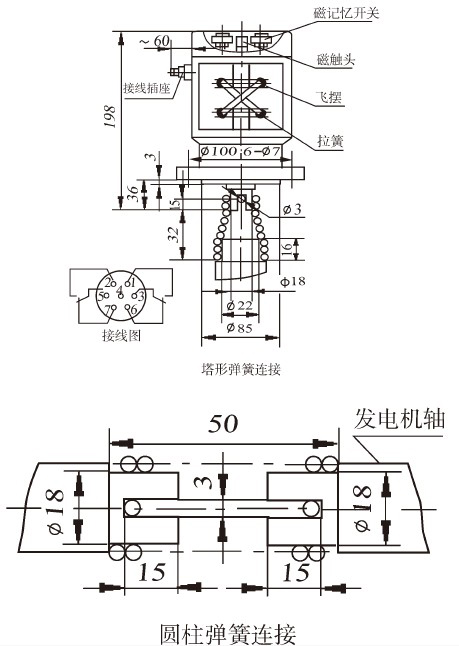 磁记忆开关
~60
磁触头
接线插座
飞摆
198
拉簧
ϕ100,6-ϕ7
3
36
15
ϕ3
32
16
ϕ18
2 1
5 4 3
7 6
ϕ22
接线图
ϕ85
塔形弹簧连接
50
发电机轴
ϕ18
3
ϕ18
15
15
圆柱弹簧连接